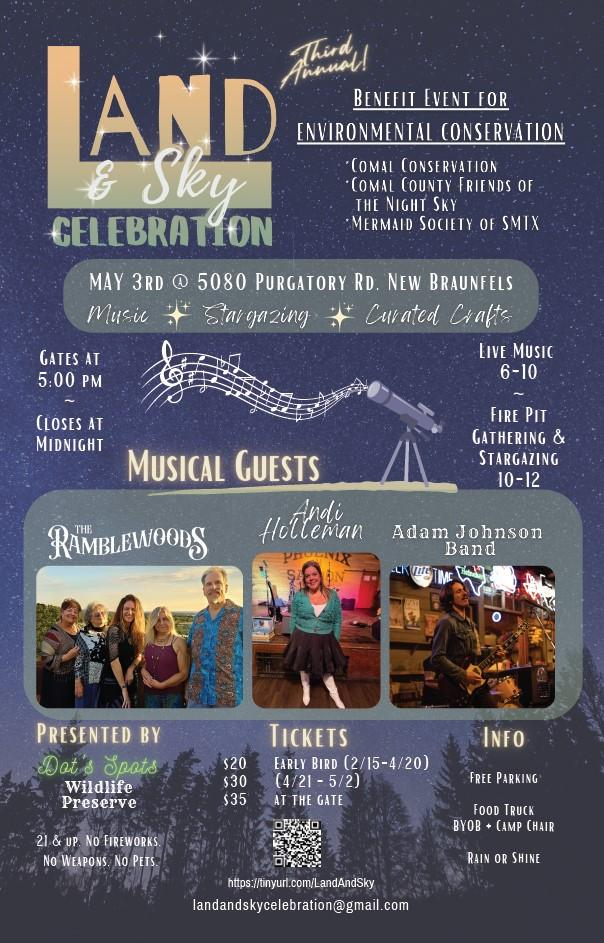 Third
Annual!
LAND
& Sky
CELEBRATION
BENEFIT EVENT FOR
ENVIRONMENTAL CONSERVATION
*COMAL CONSERVATION
*COMAL COUNTY FRIENDS OF
THE NIGHT SKY
*MERMAID SOCIETY OF SMTX
MAY 3RD @ 5080 PURGATORY RD. NEW BRAUNFELS
Music Stargazing Curated Crafts
GATES AT
5:00 PM
~
CLOSES AT
MIDNIGHT
LIVE MUSIC
6-10
~
FIRE PIT
GATHERING &
STARGAZING
10-12
MUSICAL GUESTS
THE
RAMBLEWOODS
Andi
Holleman
Adam Johnson
Band
PHOENIX
SALOON
Lite
TIME
PRESENTED BY
Dot's Spots
Wildlife
Preserve
21 & UP. NO FIREWORKS.
NO WEAPONS. NO PETS.
TICKETS
$20 EARLY BIRD (2/15-4/20)
$30 (4/21 - 5/2)
$35 AT THE GATE
https://tinyurl.com/LandAndSky
landandskycelebration@gmail.com
INFO
FREE PARKING
FOOD TRUCK
BYOB + CAMP CHAIR
RAIN OR SHINE